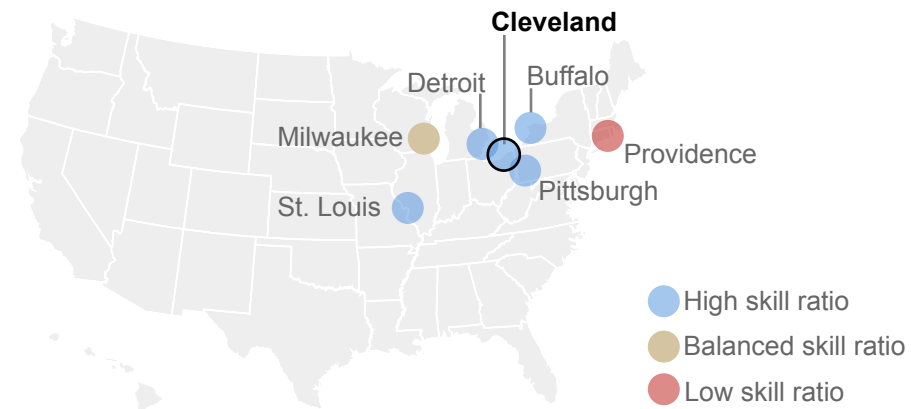 Cleveland
Detroit
Buffalo
Milwaukee
Providence
Pittsburgh
St. Louis
High skill ratio
Balanced skill ratio
Low skill ratio